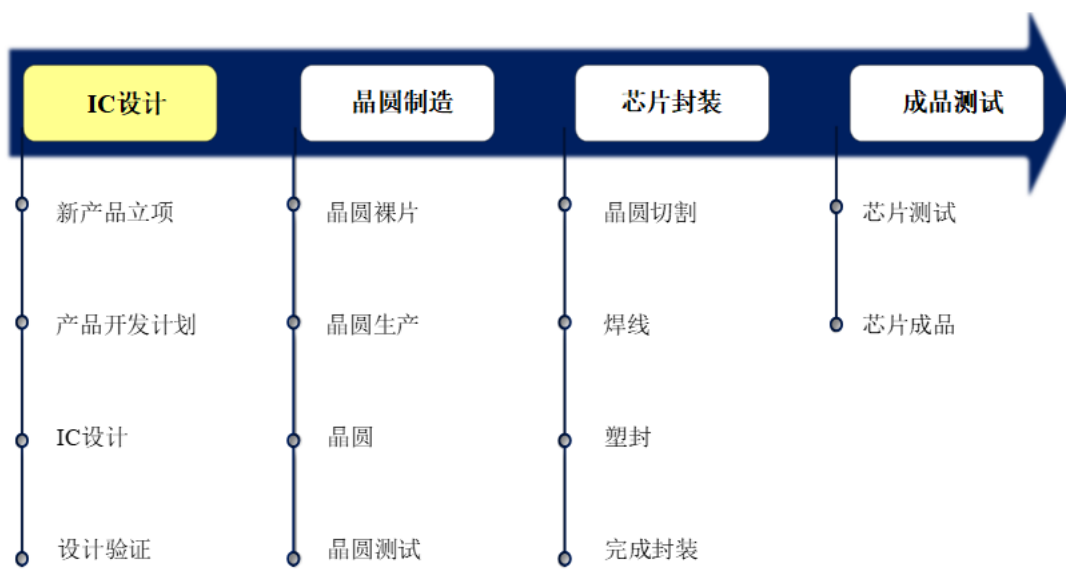 IC设计
晶圆制造
芯片封装
成品测试
新产品立项
晶圆裸片
晶圆切割
芯片测试
产品开发计划
晶圆生产
焊线
芯片成品
IC设计
晶圆
塑封
设计验证
晶圆测试
完成封装